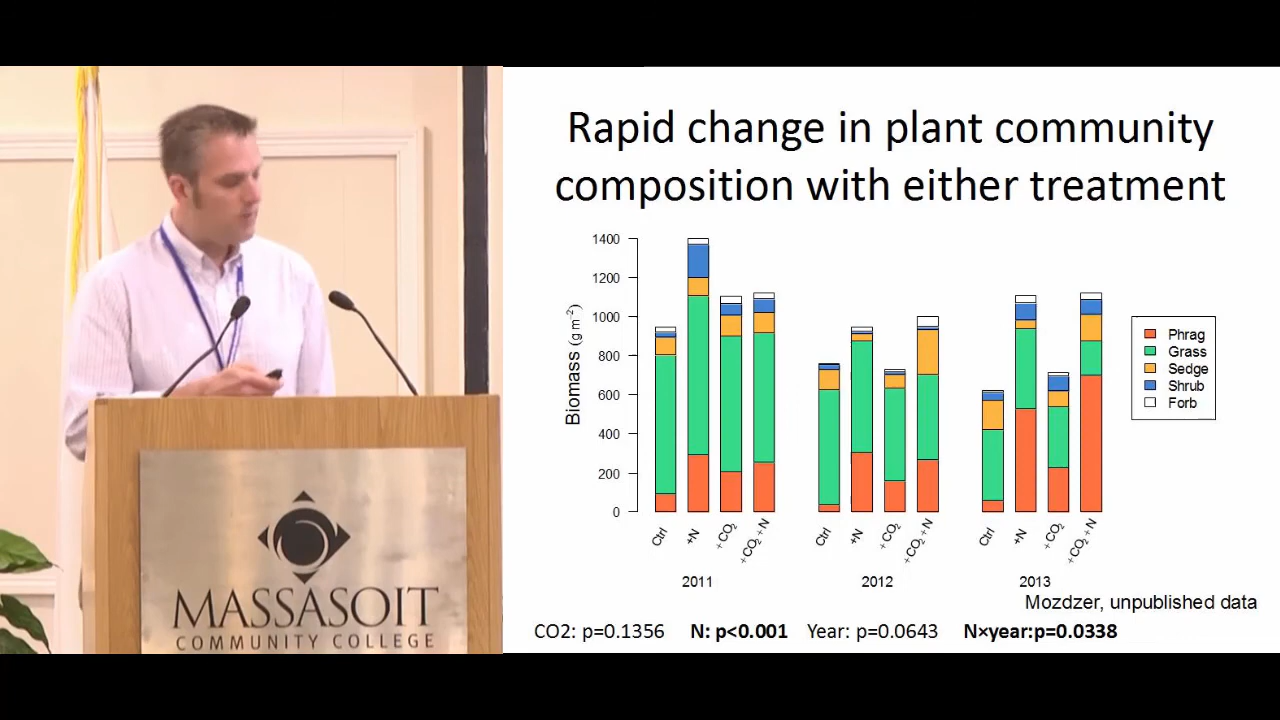 Rapid change in plant community
composition with either treatment
1400
1200
1000
800
600
400
200
0
Biomass (g m⁻²)
Ctrl
+N
+CO₂
+CO₂+N
2011
Ctrl
+N
+CO₂
+CO₂+N
2012
Ctrl
+N
+CO₂
+CO₂+N
2013
Phrag
Grass
Sedge
Shrub
Forb
Mozdzer, unpublished data
CO2: p=0.1356 N: p<0.001 Year: p=0.0643 N×year:p=0.0338
MASSASOIT
COMMUNITY COLLEGE